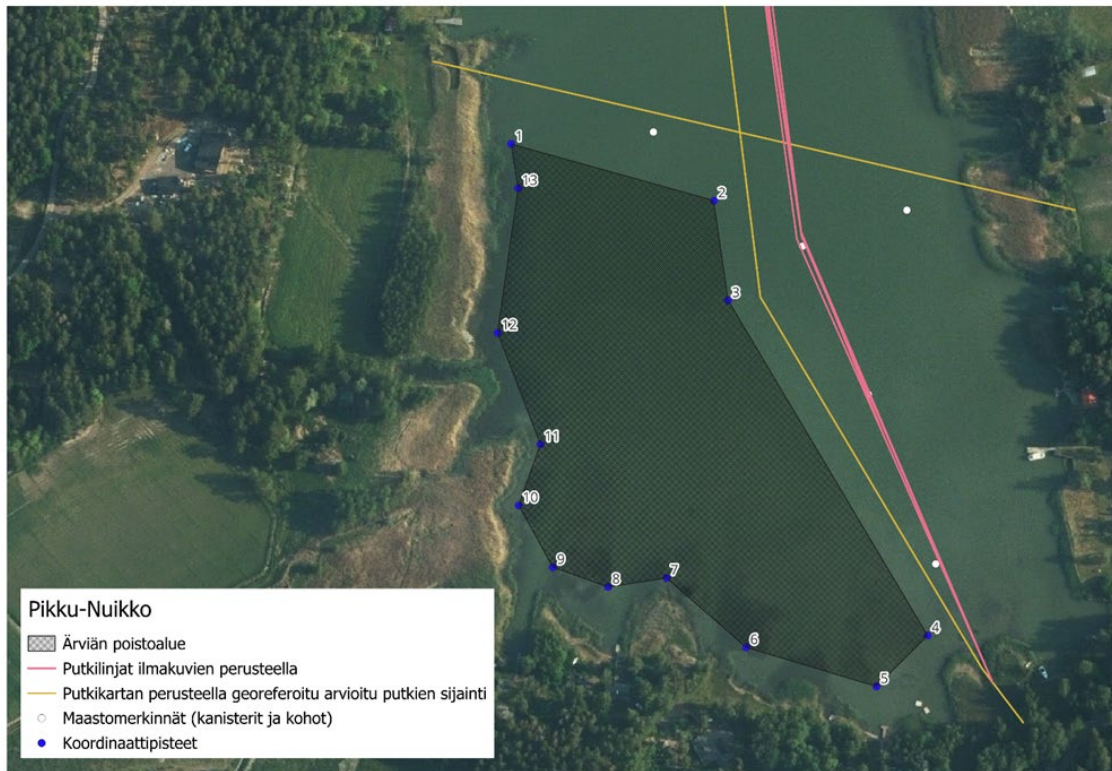 1
13
2
3
12
11
10
9
8
7
6
5
4
Pikku-Nuikko
Ärviän poistoalue
Putkilinjat ilmakuvien perusteella
Putkikartan perusteella georeferoitu arvioitu putkien sijainti
Maastomerkinnät (kanisterit ja kohot)
Koordinaattipisteet